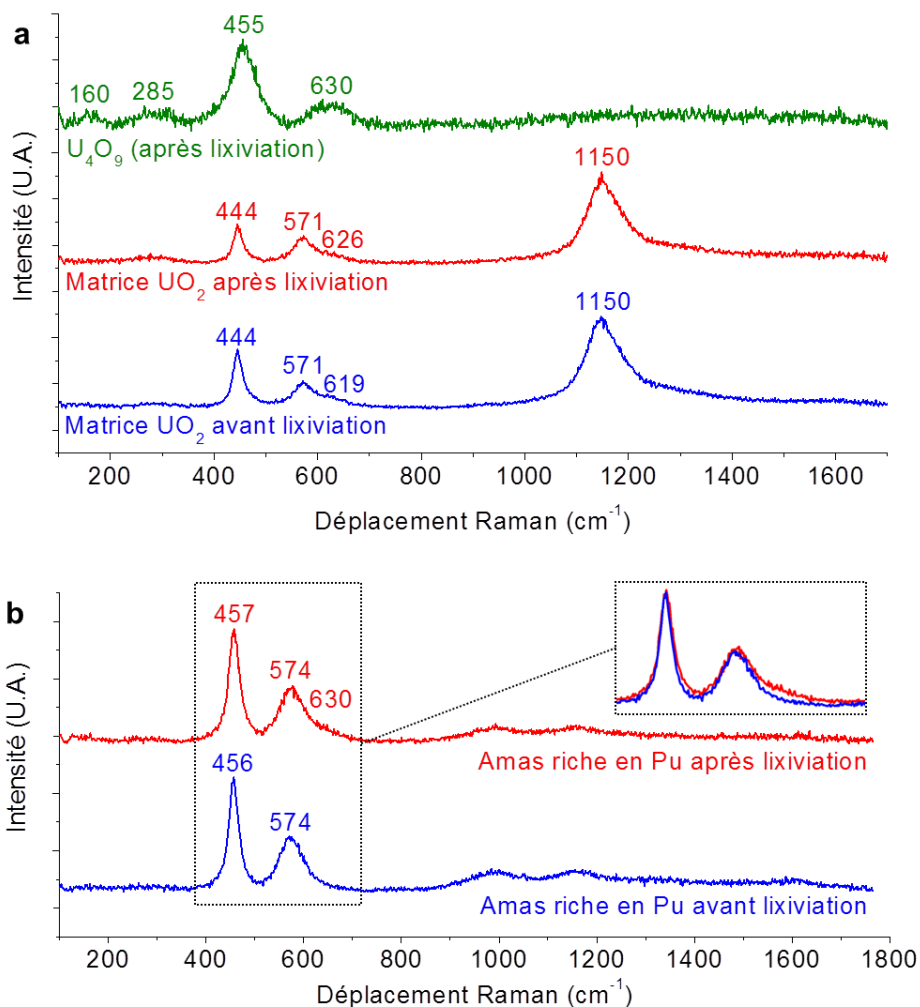 a
455
160 285 630
U₄O₉ (après lixiviation)
1150
444
571
626
Matrice UO₂ après lixiviation
1150
444
571
619
Matrice UO₂ avant lixiviation
Intensité (U.A.)
200 400 600 800 1000 1200 1400 1600
Déplacement Raman (cm⁻¹)
b
457
574
630
Amas riche en Pu après lixiviation
456
574
Amas riche en Pu avant lixiviation
Intensité (U.A.)
200 400 600 800 1000 1200 1400 1600 1800
Déplacement Raman (cm⁻¹)